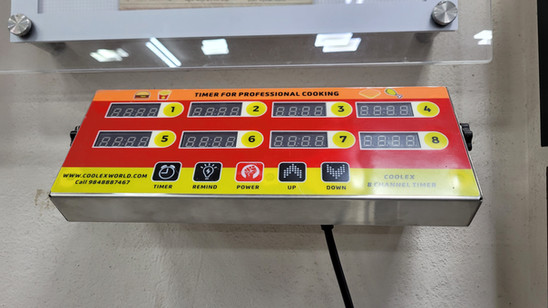 TIMER FOR PROFESSIONAL COOKING
1 2 3 4
5 6 7 8
WWW.COOLEXWORLD.COM
Call 9848887467
TIMER REMIND POWER UP DOWN
COOLEX
8 CHANNEL TIMER